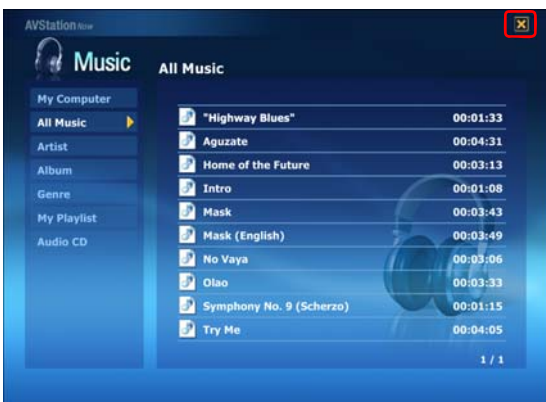 AVStation Now
Music
All Music
My Computer
All Music
Artist
Album
Genre
My Playlist
Audio CD
"Highway Blues" 00:01:33
Aguzate 00:04:31
Home of the Future 00:03:13
Intro 00:01:08
Mask 00:03:43
Mask (English) 00:03:49
No Vaya 00:03:06
Olao 00:03:33
Symphony No. 9 (Scherzo) 00:01:15
Try Me 00:04:05
1 / 1